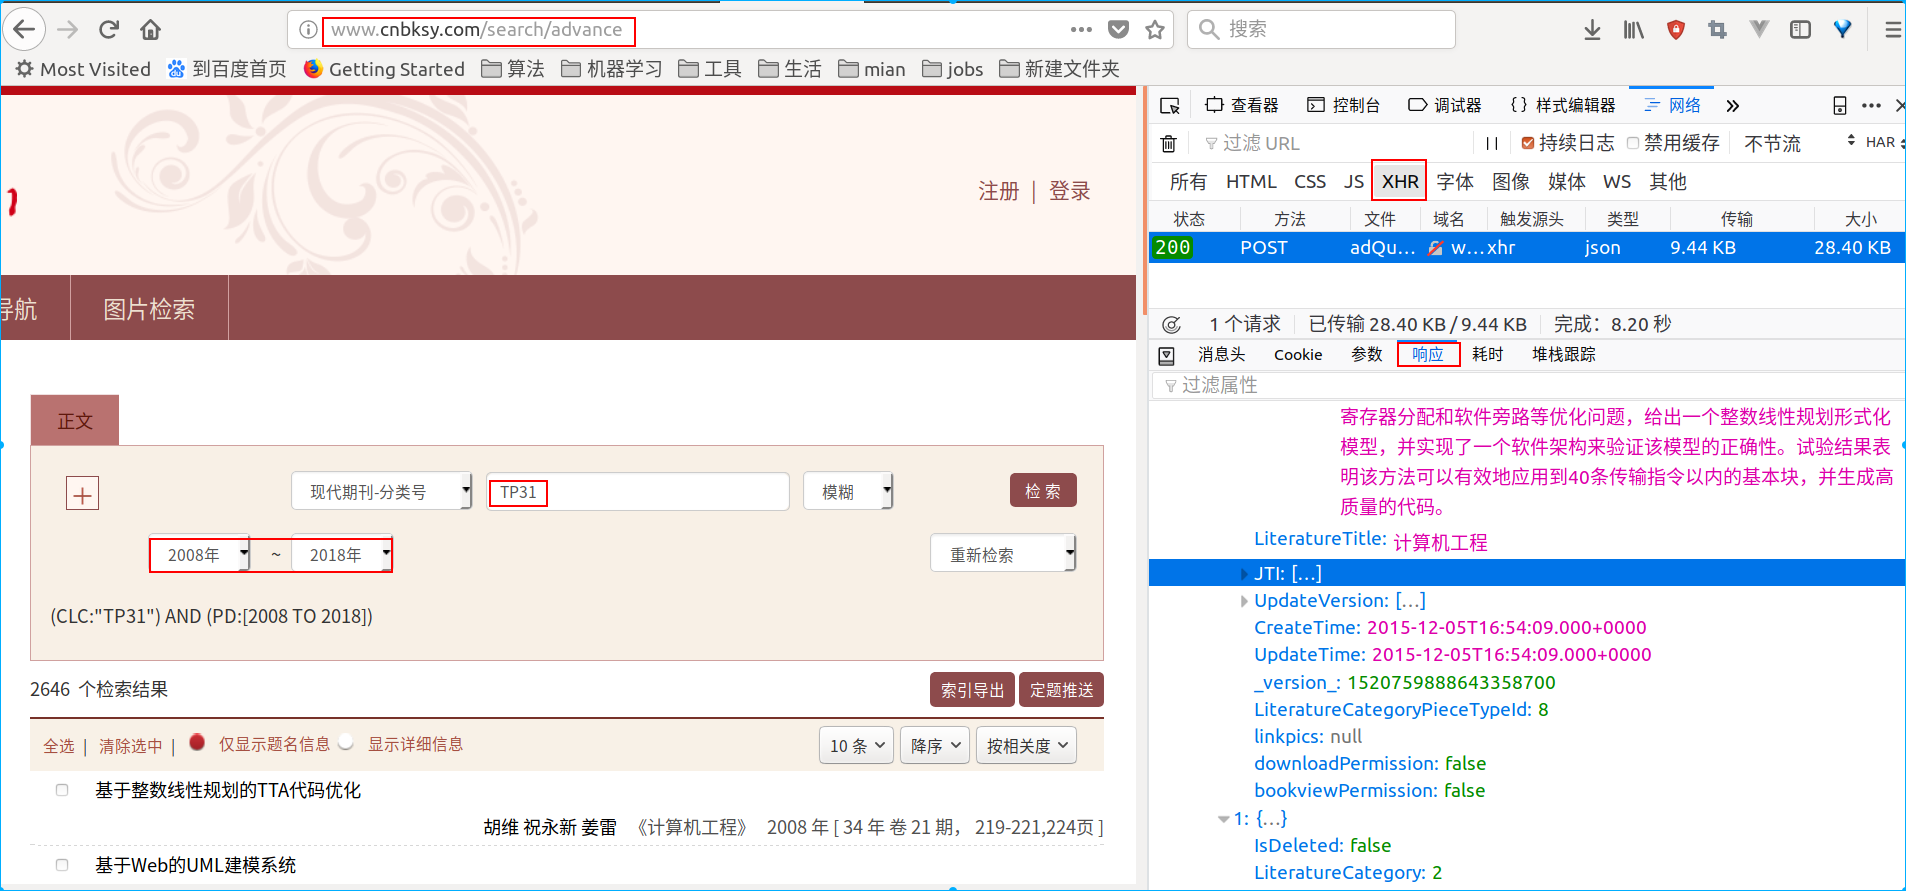 www.cnbksy.com/search/advance
搜索
Most Visited 到百度首页 Getting Started 算法 机器学习 工具 生活 mian jobs 新建文件夹
注册 | 登录
导航 图片检索
正文
现代期刊-分类号 TP31 模糊 检 索
2008年 ~ 2018年 重新检索
(CLC:"TP31") AND (PD:[2008 TO 2018])
2646 个检索结果 索引导出 定题推送
全选 | 清除选中 | 仅显示题名信息 显示详细信息 10 条 降序 按相关度
基于整数线性规划的TTA代码优化
胡维 祝永新 姜雷 《计算机工程》 2008 年 [ 34 年 卷 21 期， 219-221,224页 ]
基于Web的UML建模系统
查看器 控制台 调试器 {} 样式编辑器 网络
过滤 URL 持续日志 禁用缓存 不节流 HAR
所有 HTML CSS JS XHR 字体 图像 媒体 WS 其他
状态 方法 文件 域名 触发源头 类型 传输 大小
200 POST adQu... w... xhr json 9.44 KB 28.40 KB
1 个请求 已传输 28.40 KB / 9.44 KB 完成：8.20 秒
消息头 Cookie 参数 响应 耗时 堆栈跟踪
过滤属性
寄存器分配和软件旁路等优化问题，给出一个整数线性规划形式化
模型，并实现了一个软件架构来验证该模型的正确性。试验结果表
明该方法可以有效地应用到40条传输指令以内的基本块，并生成高
质量的代码。
LiteratureTitle: 计算机工程
JTI: […]
UpdateVersion: […]
CreateTime: 2015-12-05T16:54:09.000+0000
UpdateTime: 2015-12-05T16:54:09.000+0000
_version_: 1520759888643358700
LiteratureCategoryPieceTypeId: 8
linkpics: null
downloadPermission: false
bookviewPermission: false
1: {…}
IsDeleted: false
LiteratureCategory: 2